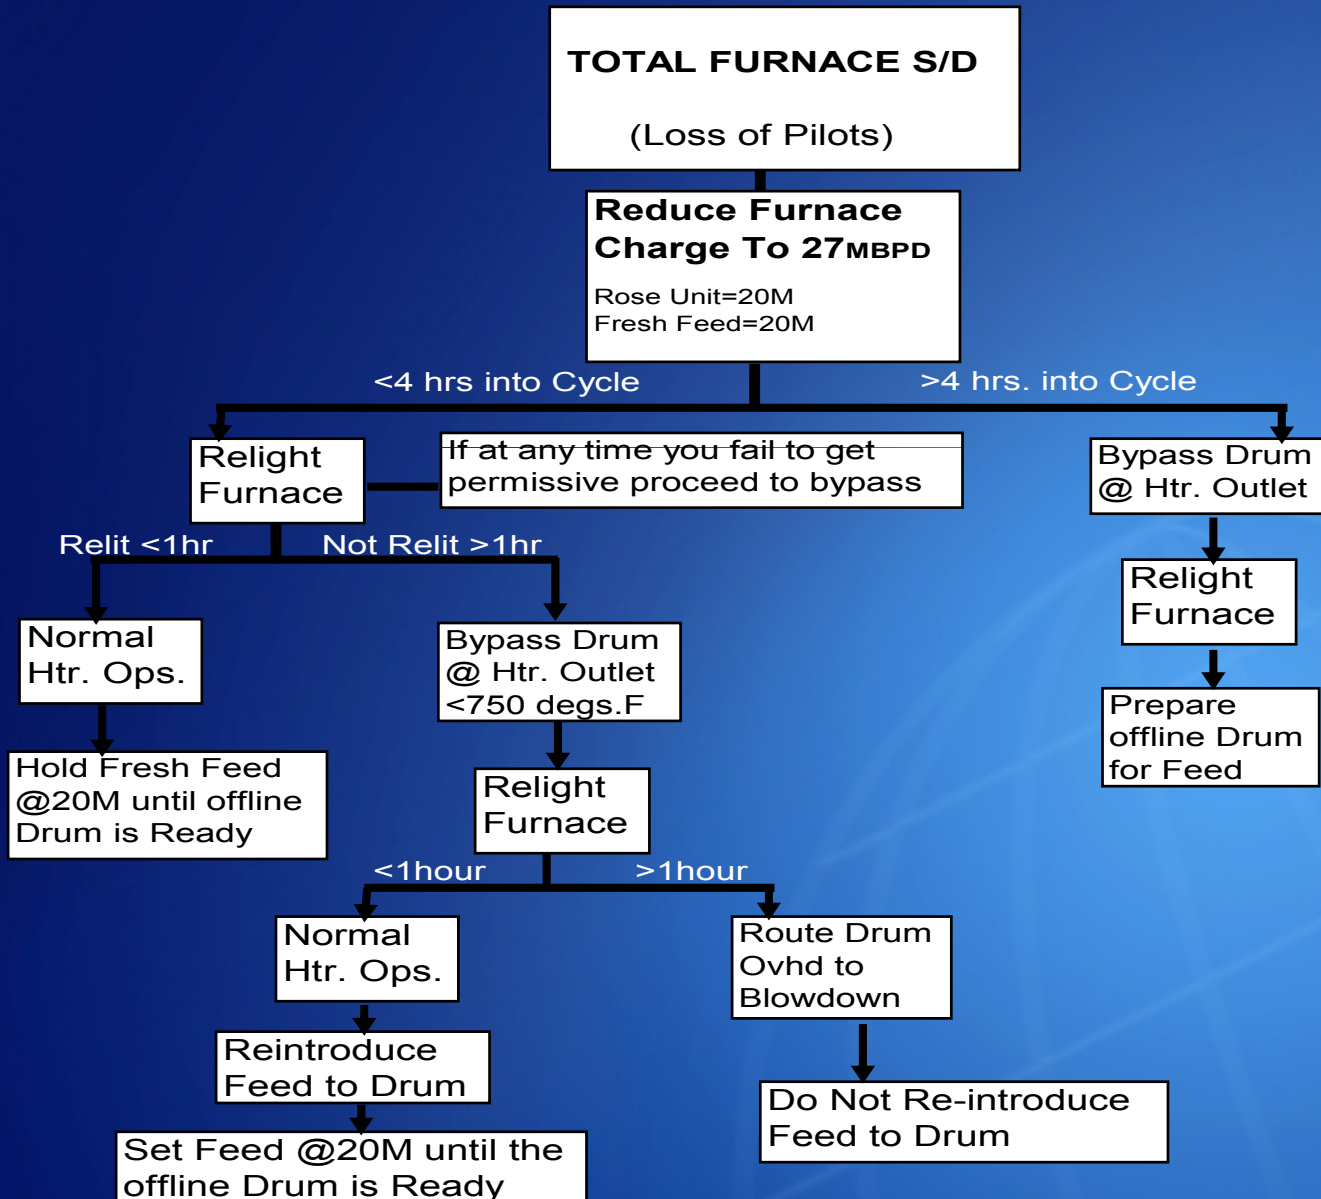 TOTAL FURNACE S/D
(Loss of Pilots)
Reduce Furnace
Charge To 27MBPD
Rose Unit=20M
Fresh Feed=20M
<4 hrs into Cycle
>4 hrs. into Cycle
Relight
Furnace
If at any time you fail to get
permissive proceed to bypass
Bypass Drum
@ Htr. Outlet
Relit <1hr
Not Relit >1hr
Relight
Furnace
Normal
Htr. Ops.
Bypass Drum
@ Htr. Outlet
<750 degs.F
Prepare
offline Drum
for Feed
Hold Fresh Feed
@20M until offline
Drum is Ready
Relight
Furnace
<1hour
>1hour
Normal
Htr. Ops.
Route Drum
Ovhd to
Blowdown
Reintroduce
Feed to Drum
Do Not Re-introduce
Feed to Drum
Set Feed @20M until the
offline Drum is Ready